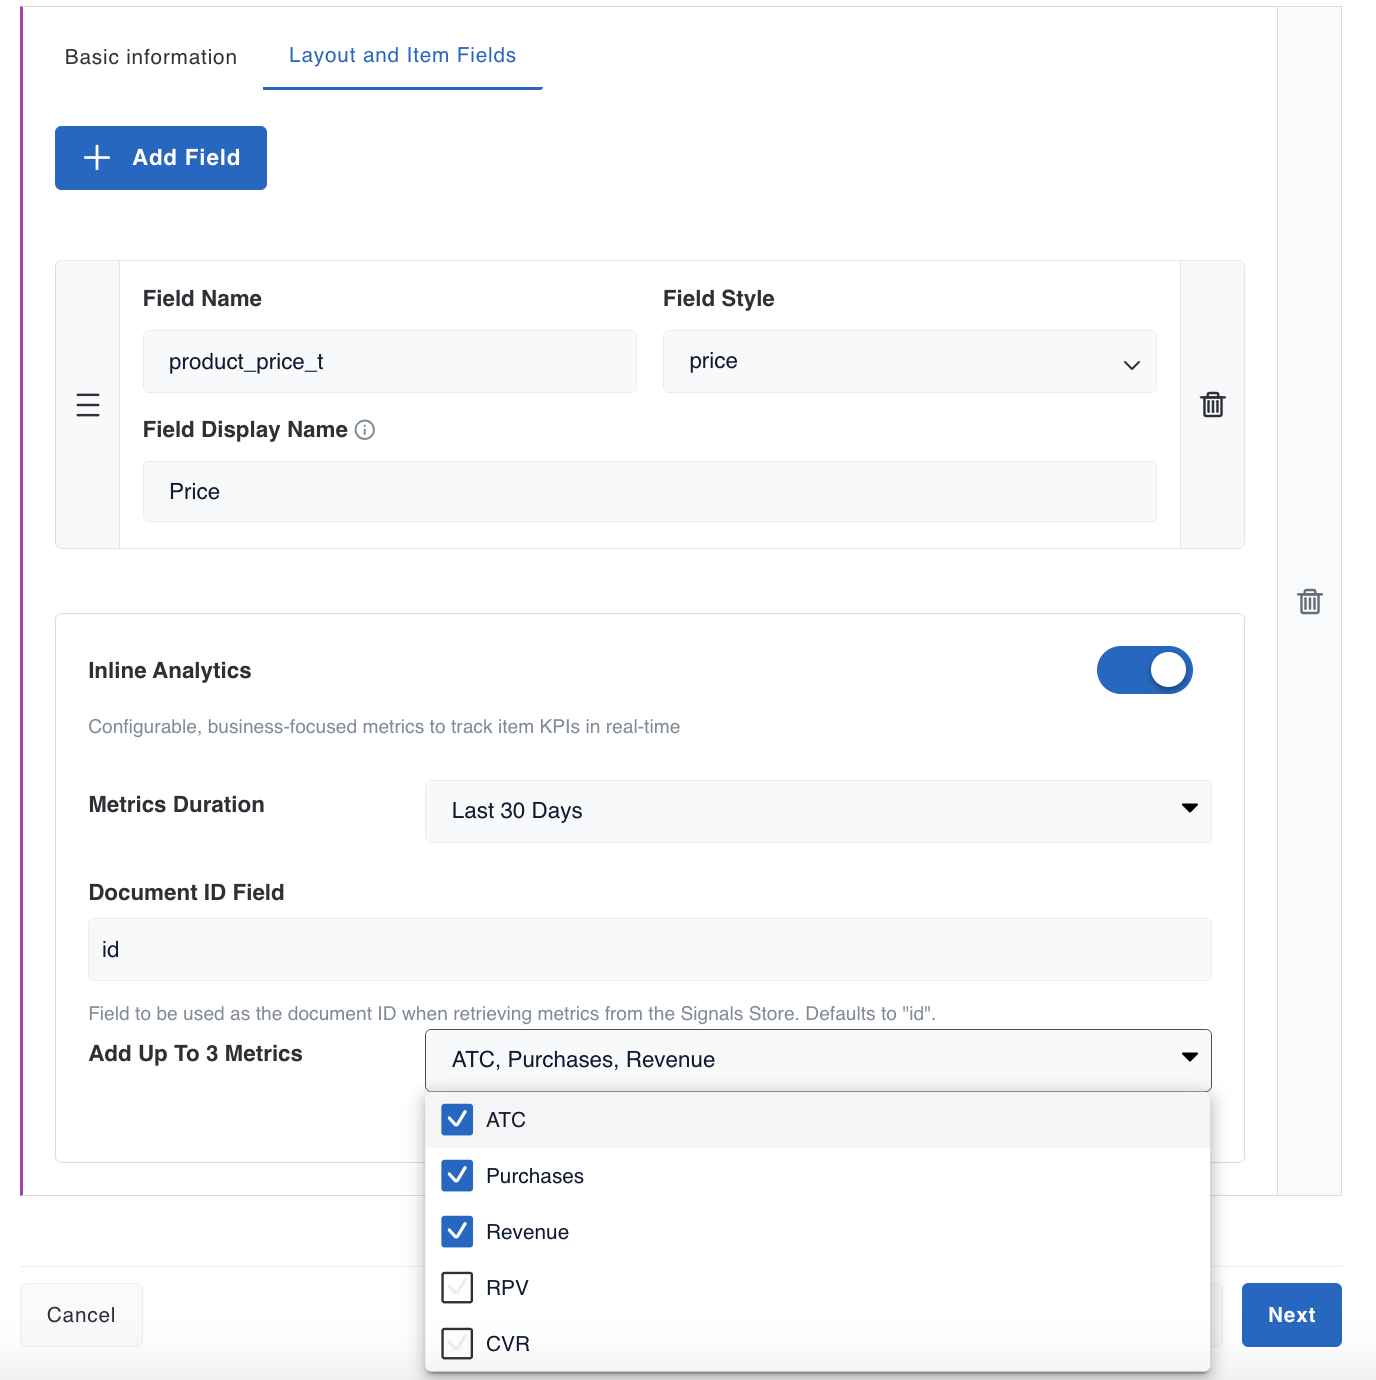 Basic information
Layout and Item Fields
Add Field
Field Name
Field Style
product_price_t
price
Field Display Name
Price
Inline Analytics
Configurable, business-focused metrics to track item KPIs in real-time
Metrics Duration
Last 30 Days
Document ID Field
id
Field to be used as the document ID when retrieving metrics from the Signals Store. Defaults to "id".
Add Up To 3 Metrics
ATC, Purchases, Revenue
ATC
Purchases
Revenue
RPV
CVR
Cancel
Next